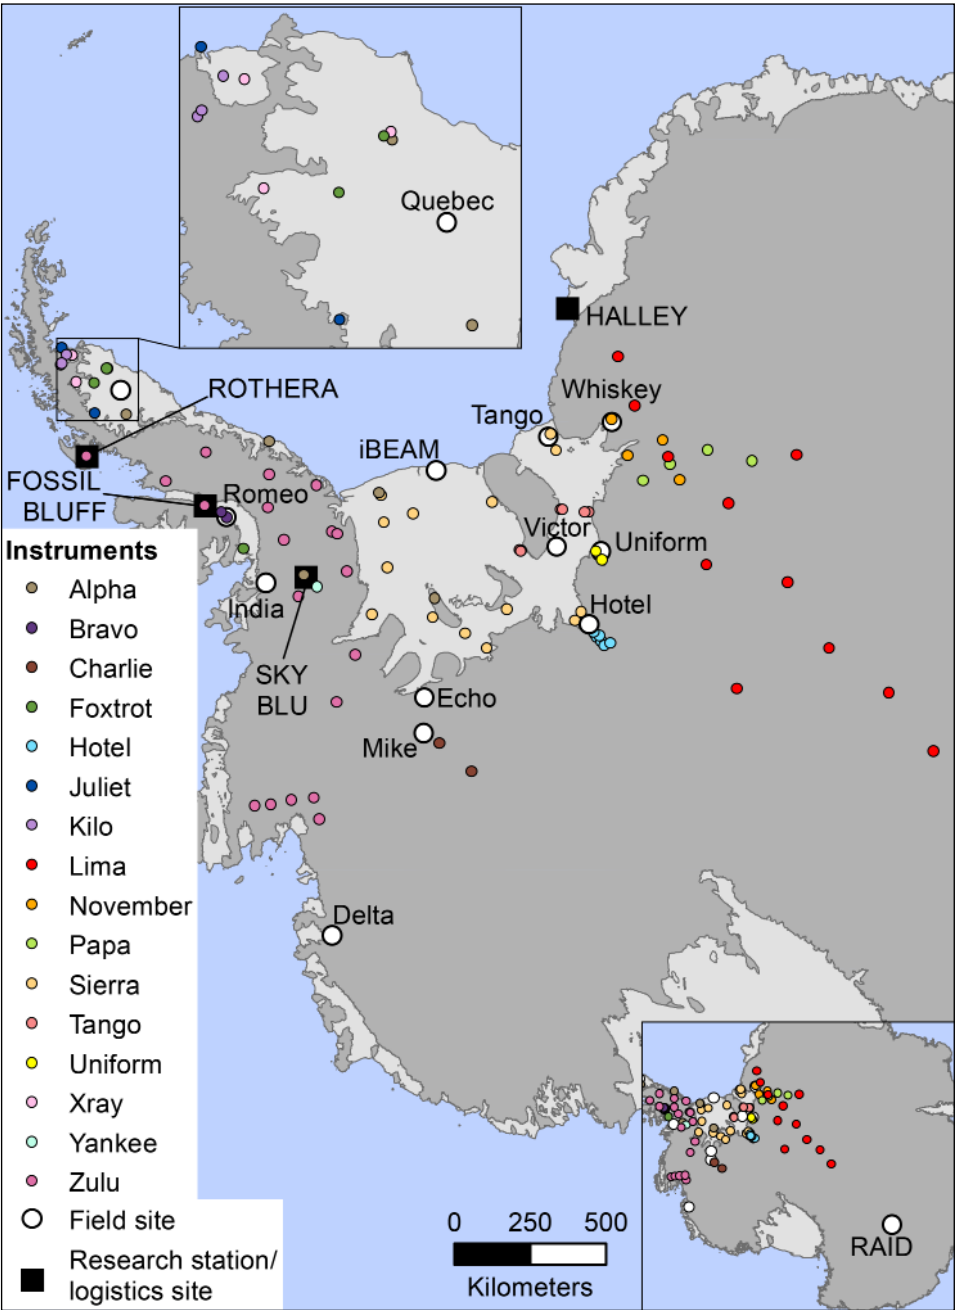 Quebec
HALLEY
Whiskey
Tango
ROTHERA
iBEAM
FOSSIL
BLUFF
Romeo
Victor
Uniform
India
Hotel
SKY
BLU
Echo
Mike
Delta
Instruments
Alpha
Bravo
Charlie
Foxtrot
Hotel
Juliet
Kilo
Lima
November
Papa
Sierra
Tango
Uniform
Xray
Yankee
Zulu
Field site
Research station/
logistics site
0 250 500
Kilometers
RAID